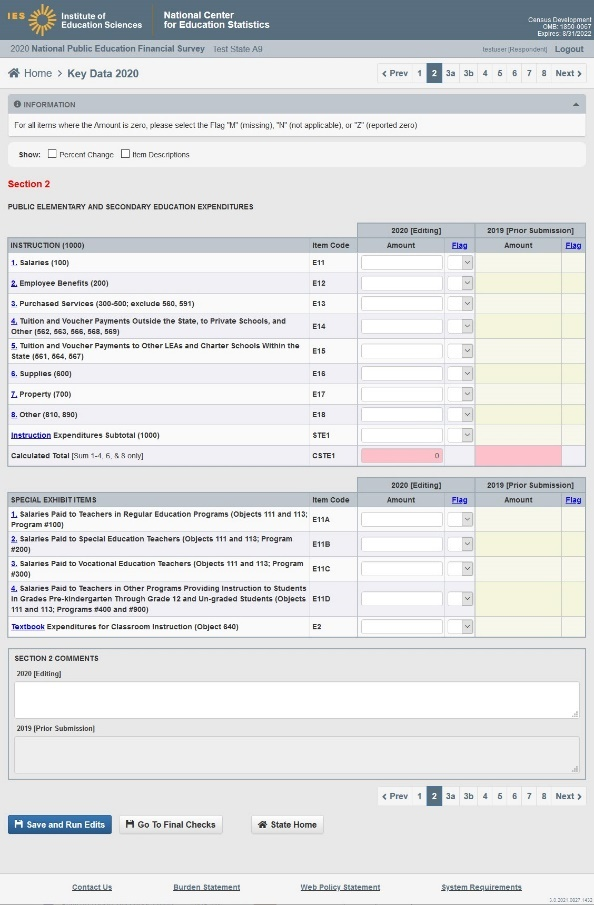 IES Institute of Education Sciences
National Center for Education Statistics
Census Development
OMB: 1850-0067
Expires: 8/31/2022
2020 National Public Education Financial Survey Test State A9
testuser [Respondent] Logout
Home > Key Data 2020
< Prev 1 2 3a 3b 4 5 6 7 8 Next >
INFORMATION
For all items where the Amount is zero, please select the Flag "M" (missing), "N" (not applicable), or "Z" (reported zero)
Show: Percent Change Item Descriptions
Section 2
PUBLIC ELEMENTARY AND SECONDARY EDUCATION EXPENDITURES
2020 [Editing] 2019 [Prior Submission]
INSTRUCTION (1000) Item Code Amount Flag Amount Flag
1. Salaries (100) E11
2. Employee Benefits (200) E12
3. Purchased Services (300-500; exclude 560, 591) E13
4. Tuition and Voucher Payments Outside the State, to Private Schools, and
Other (562, 563, 566, 568, 569) E14
5. Tuition and Voucher Payments to Other LEAs and Charter Schools Within the
State (561, 564, 567) E15
6. Supplies (600) E16
7. Property (700) E17
8. Other (810, 890) E18
Instruction Expenditures Subtotal (1000) STE1
Calculated Total [Sum 1-4, 6, & 8 only] CSTE1 0
2020 [Editing] 2019 [Prior Submission]
SPECIAL EXHIBIT ITEMS Item Code Amount Flag Amount Flag
1. Salaries Paid to Teachers in Regular Education Programs (Objects 111 and 113;
Program #100) E11A
2. Salaries Paid to Special Education Teachers (Objects 111 and 113; Program
#200) E11B
3. Salaries Paid to Vocational Education Teachers (Objects 111 and 113; Program
#300) E11C
4. Salaries Paid to Teachers in Other Programs Providing Instruction to Students
in Grades Pre-kindergarten Through Grade 12 and Un-graded Students (Objects
111 and 113; Programs #400 and #900) E11D
Textbook Expenditures for Classroom Instruction (Object 640) E2
SECTION 2 COMMENTS
2020 [Editing]
2019 [Prior Submission]
< Prev 1 2 3a 3b 4 5 6 7 8 Next >
Save and Run Edits Go To Final Checks State Home
Contact Us Burden Statement Web Policy Statement System Requirements